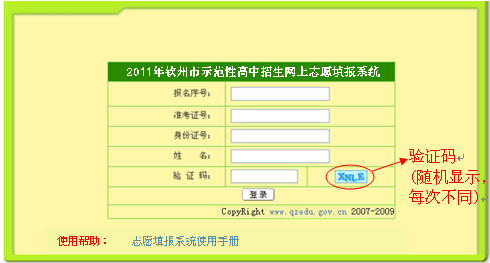 2011年钦州市示范性高中招生网上志愿填报系统
报名序号:
准考证号:
身份证号:
姓 名:
验 证 码:
XNLE
验证码
(随机显示,
每次不同)
登录
CopyRight www.qzedu.gov.cn 2007-2009
使用帮助: 志愿填报系统使用手册